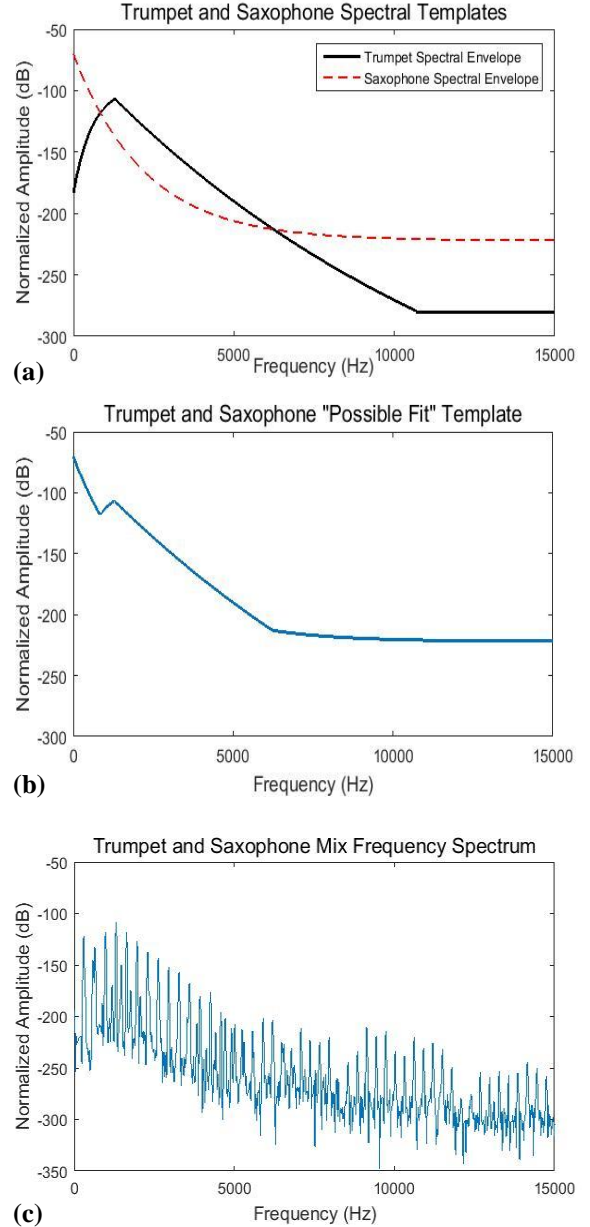 Trumpet and Saxophone Spectral Templates
-50
-100
-150
-200
-250
-300
Normalized Amplitude (dB)
Trumpet Spectral Envelope
Saxophone Spectral Envelope
0
5000
10000
15000
Frequency (Hz)
(a)
Trumpet and Saxophone "Possible Fit" Template
-50
-100
-150
-200
-250
-300
Normalized Amplitude (dB)
0
5000
10000
15000
Frequency (Hz)
(b)
Trumpet and Saxophone Mix Frequency Spectrum
-50
-100
-150
-200
-250
-300
-350
Normalized Amplitude (dB)
0
5000
10000
15000
Frequency (Hz)
(c)